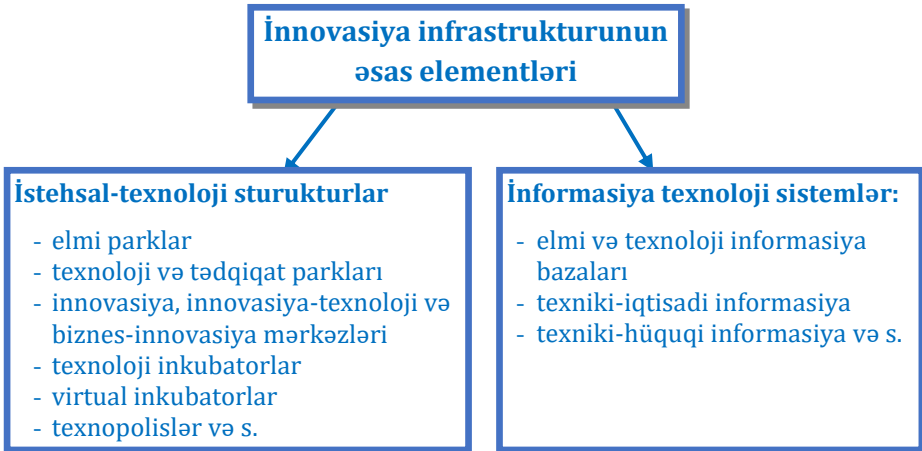 İnnovasiya infrastrukturunun
əsas elementləri
İstehsal-texnoloji sturukturlar
- elmi parklar
- texnoloji və tədqiqat parkları
- innovasiya, innovasiya-texnoloji və
biznes-innovasiya mərkəzləri
- texnoloji inkubatorlar
- virtual inkubatorlar
- texnopolislər və s.
İnformasiya texnoloji sistemlər:
- elmi və texnoloji informasiya
bazaları
- texniki-iqtisadi informasiya
- texniki-hüquqi informasiya və s.